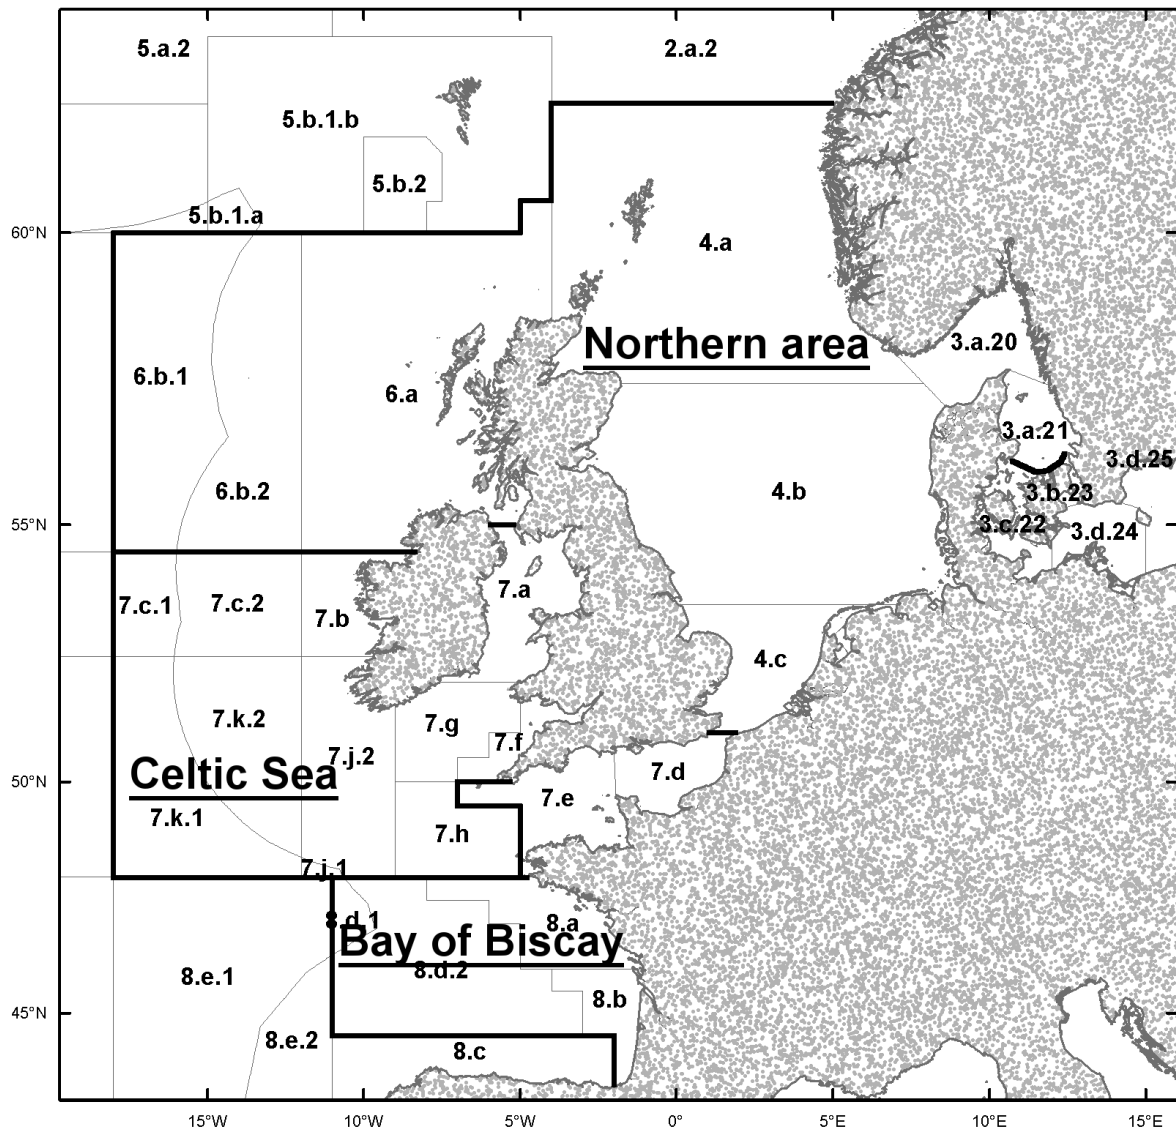 5.a.2
2.a.2
5.b.1.b
5.b.2
5.b.1.a
60°N
4.a
Northern area
3.a.20
6.b.1
6.a
3.a.21
3.d.25
6.b.2
4.b
3.b.23
55°N
3.c.22
3.d.24
7.a
7.c.1
7.c.2
7.b
4.c
7.k.2
7.g
7.f
7.j.2
Celtic Sea
7.d
50°N
7.e
7.k.1
7.h
7.j.1
8.d.1
8.a
Bay of Biscay
8.d.2
8.e.1
8.b
45°N
8.e.2
8.c
15°W
10°W
5°W
0°
5°E
10°E
15°E